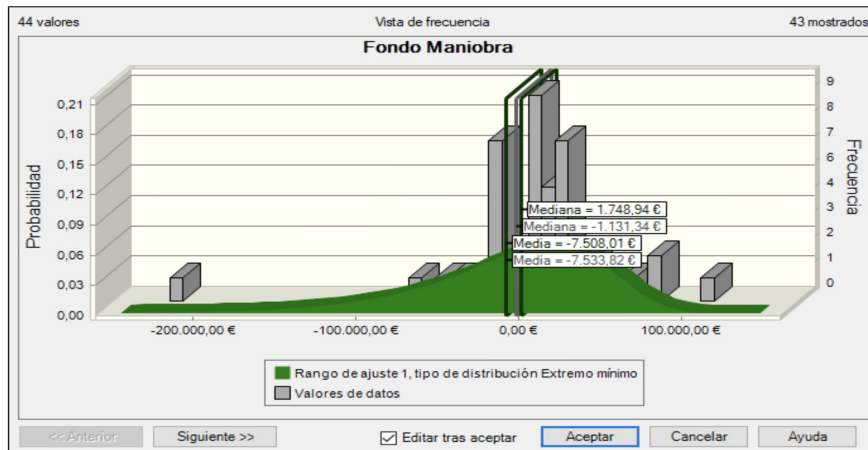 44 valores Vista de frecuencia 43 mostrados
Fondo Maniobra
0,21
0,18
0,15
0,12
0,09
0,06
0,03
0,00
Probabilidad
9
8
7
6
5
4
3
2
1
0
Frecuencia
Mediana = 1.748,94 €
Mediana = -1.131,34 €
Media = -7.508,01 €
Media = -7.533,82 €
-200.000,00 € -100.000,00 € 0,00 € 100.000,00 €
Rango de ajuste 1, tipo de distribución Extremo mínimo
Valores de datos
<< Anterior Siguiente >> Editar tras aceptar Aceptar Cancelar Ayuda